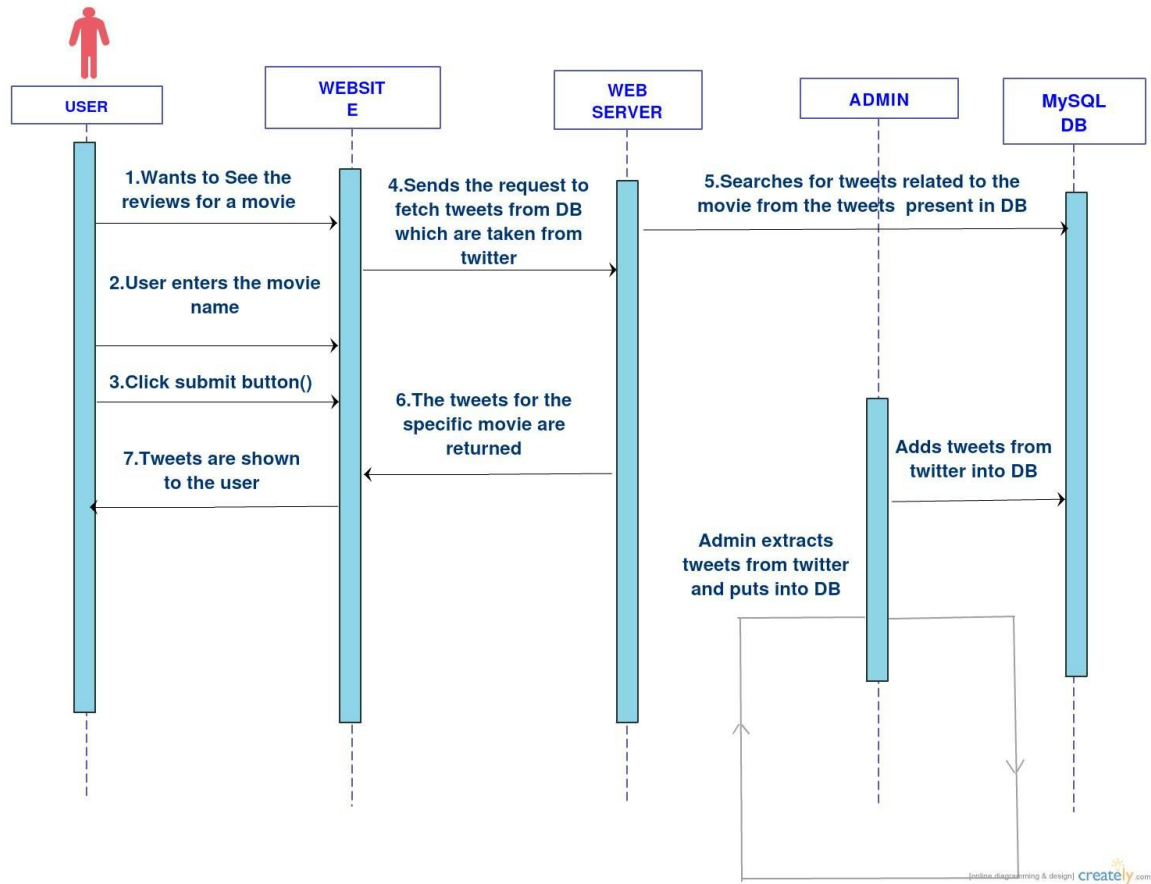 USER
WEBSIT
E
WEB
SERVER
ADMIN
MySQL
DB
1.Wants to See the
reviews for a movie
4.Sends the request to
fetch tweets from DB
which are taken from
twitter
5.Searches for tweets related to the
movie from the tweets present in DB
2.User enters the movie
name
3.Click submit button()
6.The tweets for the
specific movie are
returned
7.Tweets are shown
to the user
Adds tweets from
twitter into DB
Admin extracts
tweets from twitter
and puts into DB
[online diagramming & design] creately.com